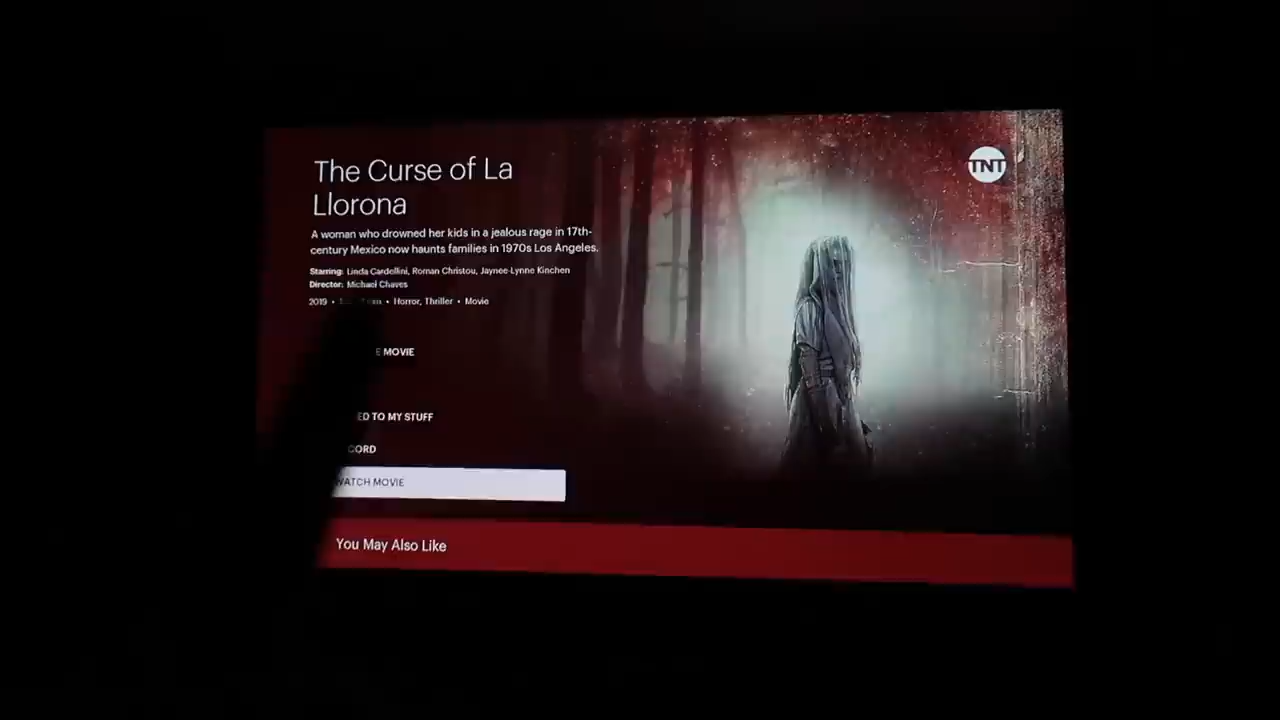 The Curse of La
Llorona
TNT
A woman who drowned her kids in a jealous rage in 17th-
century Mexico now haunts families in 1970s Los Angeles.
Starring: Linda Cardellini, Roman Christou, Jaynee-Lynne Kinchen
Director: Michael Chaves
2019 • • Horror, Thriller • Movie
E MOVIE
ED TO MY STUFF
CORD
WATCH MOVIE
You May Also Like